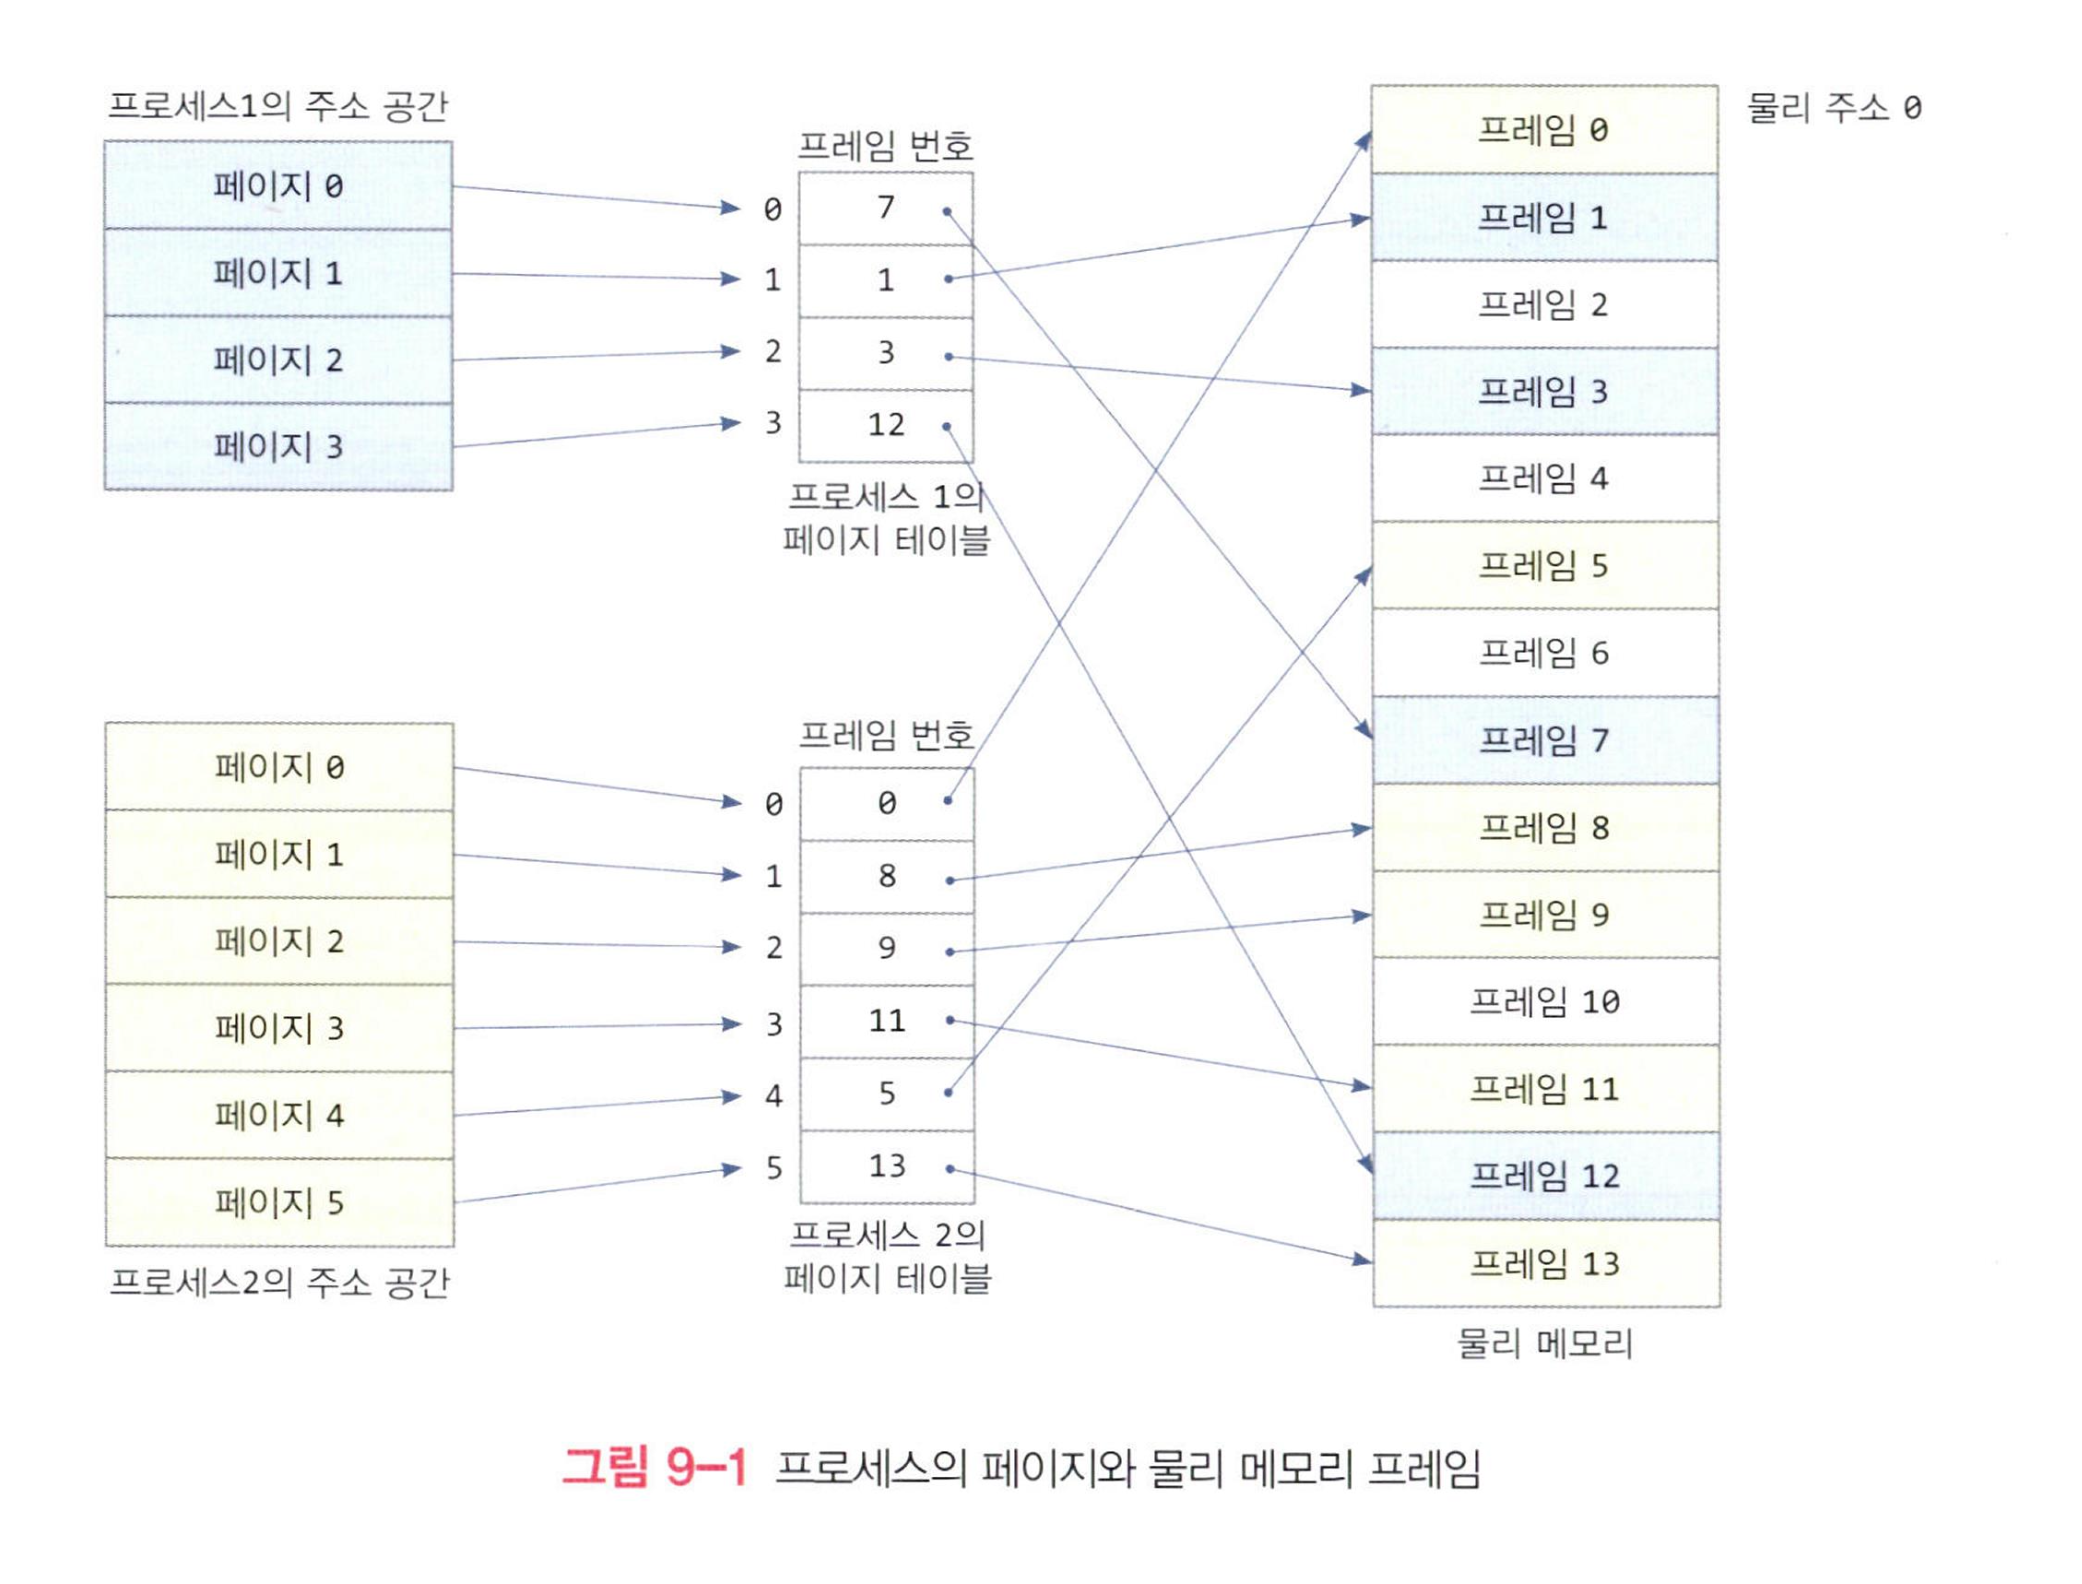 프로세스1의 주소 공간
페이지 0
페이지 1
페이지 2
페이지 3
프레임 번호
0 7
1 1
2 3
3 12
프로세스 1의
페이지 테이블
페이지 0
페이지 1
페이지 2
페이지 3
페이지 4
페이지 5
프로세스2의 주소 공간
프레임 번호
0 0
1 8
2 9
3 11
4 5
5 13
프로세스 2의
페이지 테이블
물리 주소 0
프레임 0
프레임 1
프레임 2
프레임 3
프레임 4
프레임 5
프레임 6
프레임 7
프레임 8
프레임 9
프레임 10
프레임 11
프레임 12
프레임 13
물리 메모리
그림 9-1 프로세스의 페이지와 물리 메모리 프레임